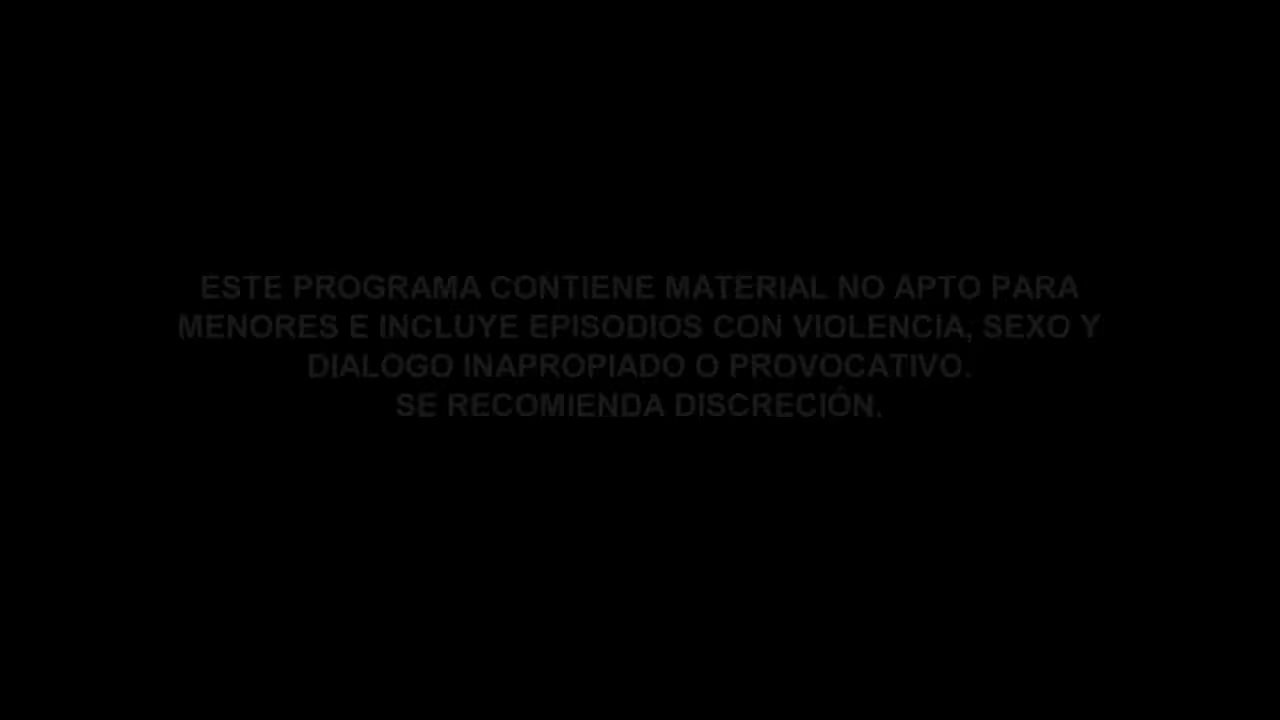 ESTE PROGRAMA CONTIENE MATERIAL NO APTO PARA
MENORES E INCLUYE EPISODIOS CON VIOLENCIA, SEXO Y
DIALOGO INAPROPIADO O PROVOCATIVO.
SE RECOMIENDA DISCRECIÓN.